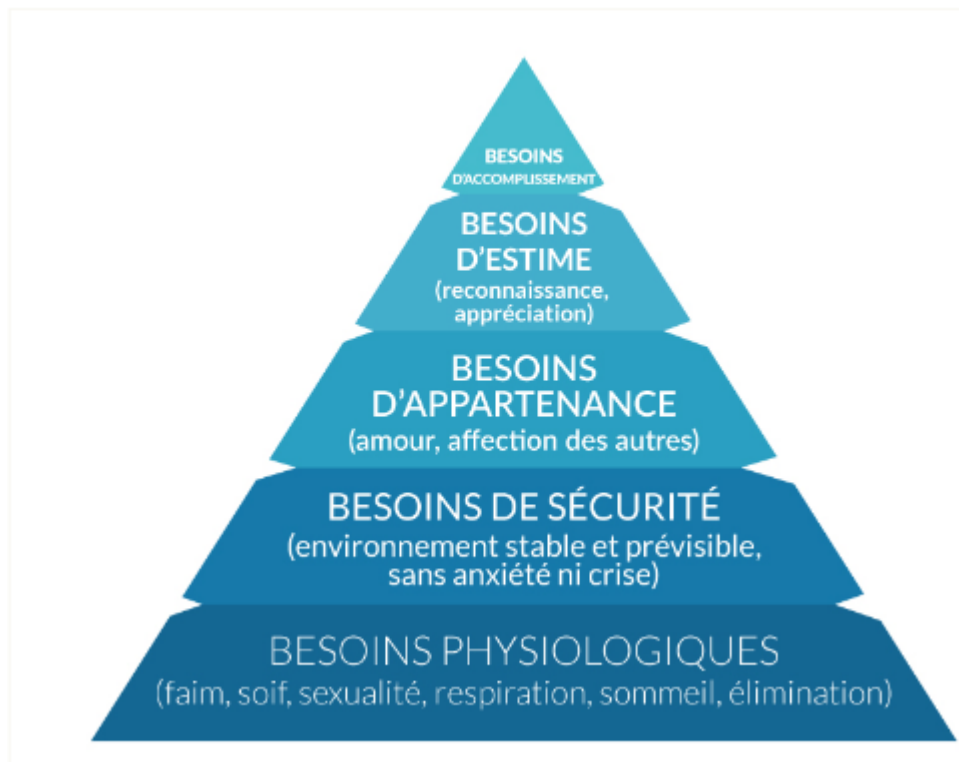 BESOINS
D'ACCOMPLISSEMENT
BESOINS
D'ESTIME
(reconnaissance,
appréciation)
BESOINS
D'APPARTENANCE
(amour, affection des autres)
BESOINS DE SÉCURITÉ
(environnement stable et prévisible,
sans anxiété ni crise)
BESOINS PHYSIOLOGIQUES
(faim, soif, sexualité, respiration, sommeil, élimination)